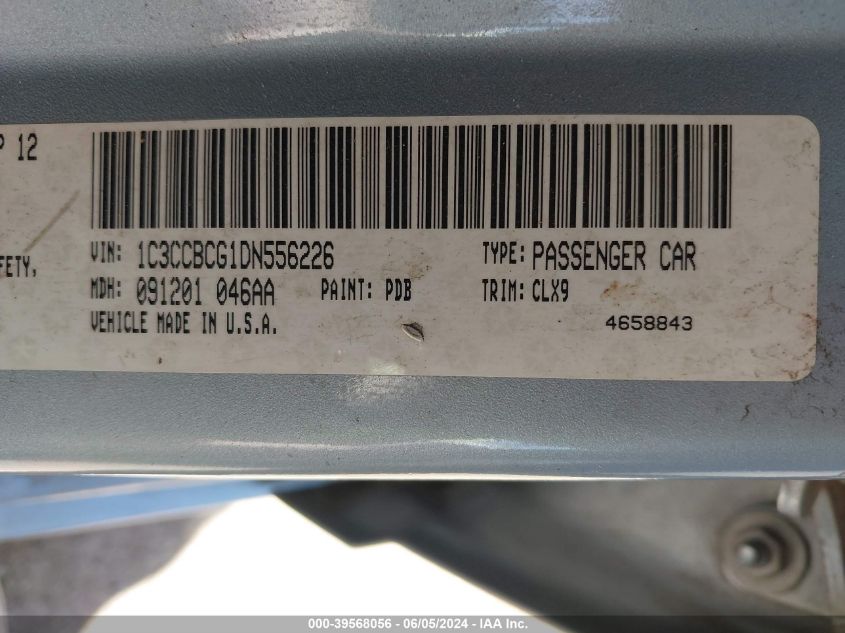 P 12
FETY,
VIN: 1C3CCBCG1DN556226 TYPE: PASSENGER CAR
MDH: 091201 046AA PAINT: PDB TRIM: CLX9
VEHICLE MADE IN U.S.A. 4658843
000-39568056 - 06/05/2024 - IAA Inc.